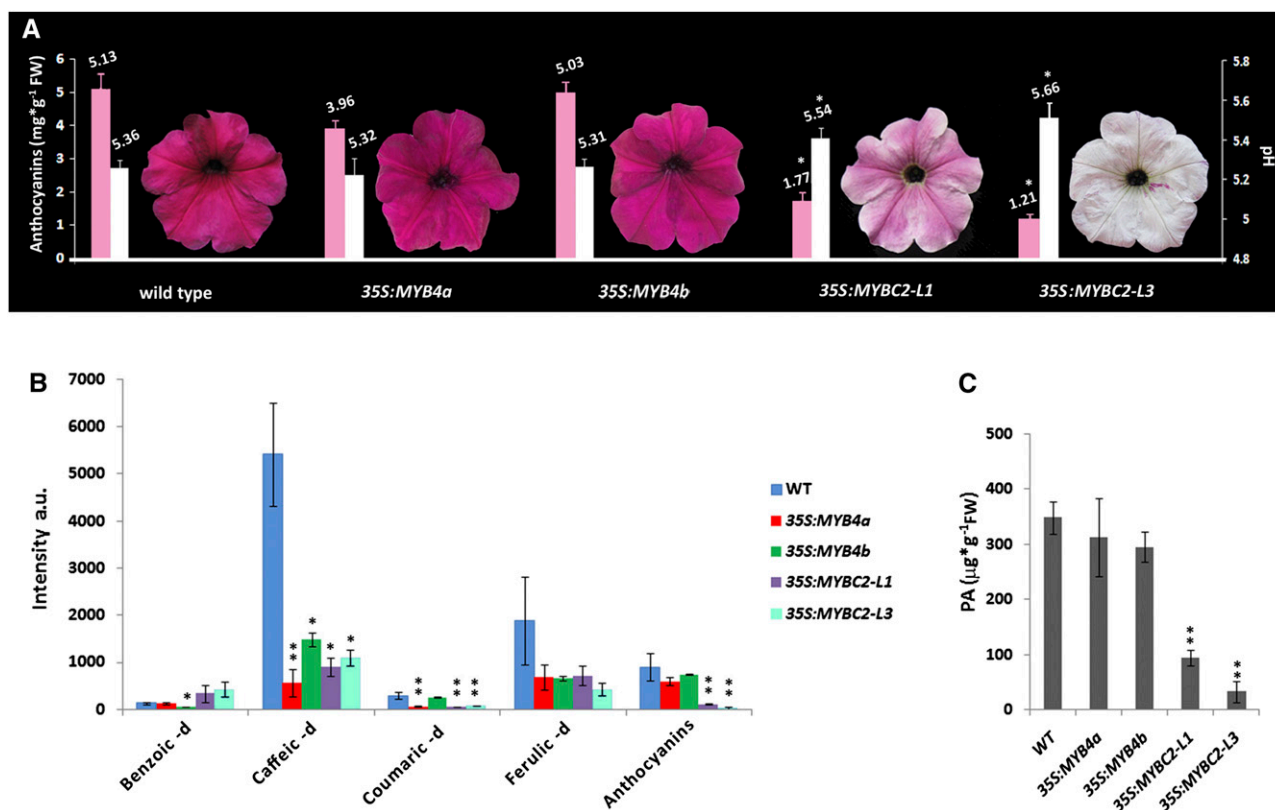 A
Anthocyanins (mg*g⁻¹ FW)
6
5
4
3
2
1
0
5.13
5.36
3.96
5.32
5.03
5.31
*
1.77
*
5.54
*
1.21
*
5.66
5.8
5.6
5.4
5.2
5
4.8
pH
wild type
35S:MYB4a
35S:MYB4b
35S:MYBC2-L1
35S:MYBC2-L3
B
Intensity a.u.
7000
6000
5000
4000
3000
2000
1000
0
*
**
*
*
*
**
**
**
**
**
Benzoic -d
Caffeic -d
Coumaric -d
Ferulic -d
Anthocyanins
WT
35S:MYB4a
35S:MYB4b
35S:MYBC2-L1
35S:MYBC2-L3
C
PA (µg*g⁻¹FW)
500
400
300
200
100
0
**
**
WT
35S:MYB4a
35S:MYB4b
35S:MYBC2-L1
35S:MYBC2-L3